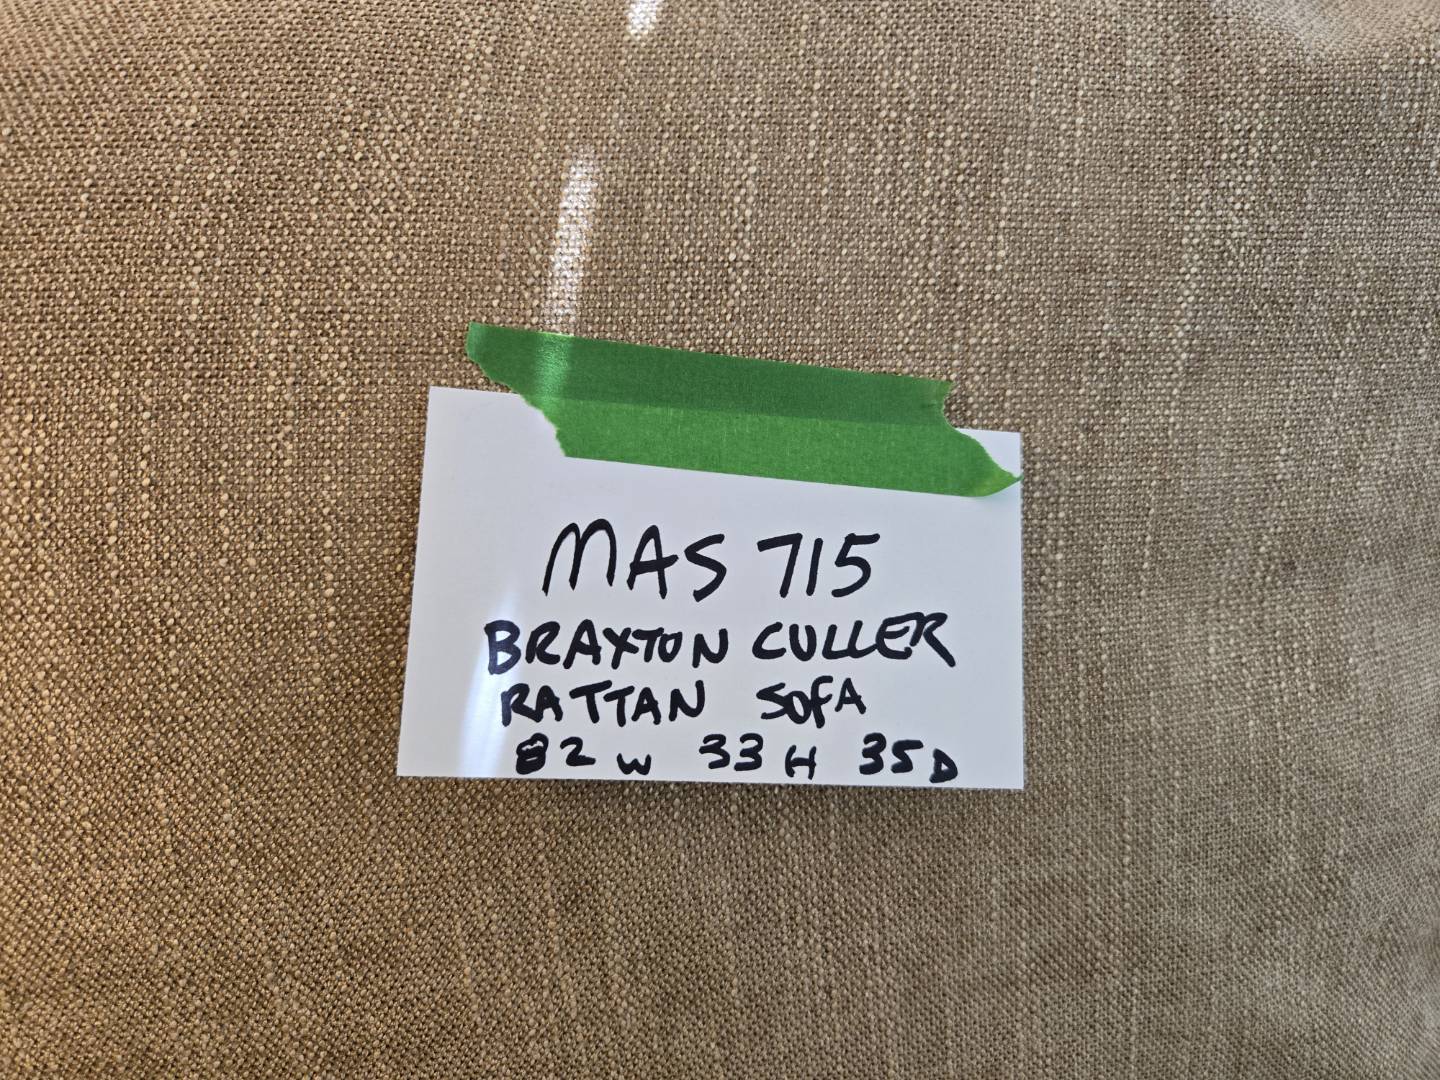 MAS 715
BRAXTON CULLER
RATTAN SOFA
82 W 33 H 35 D